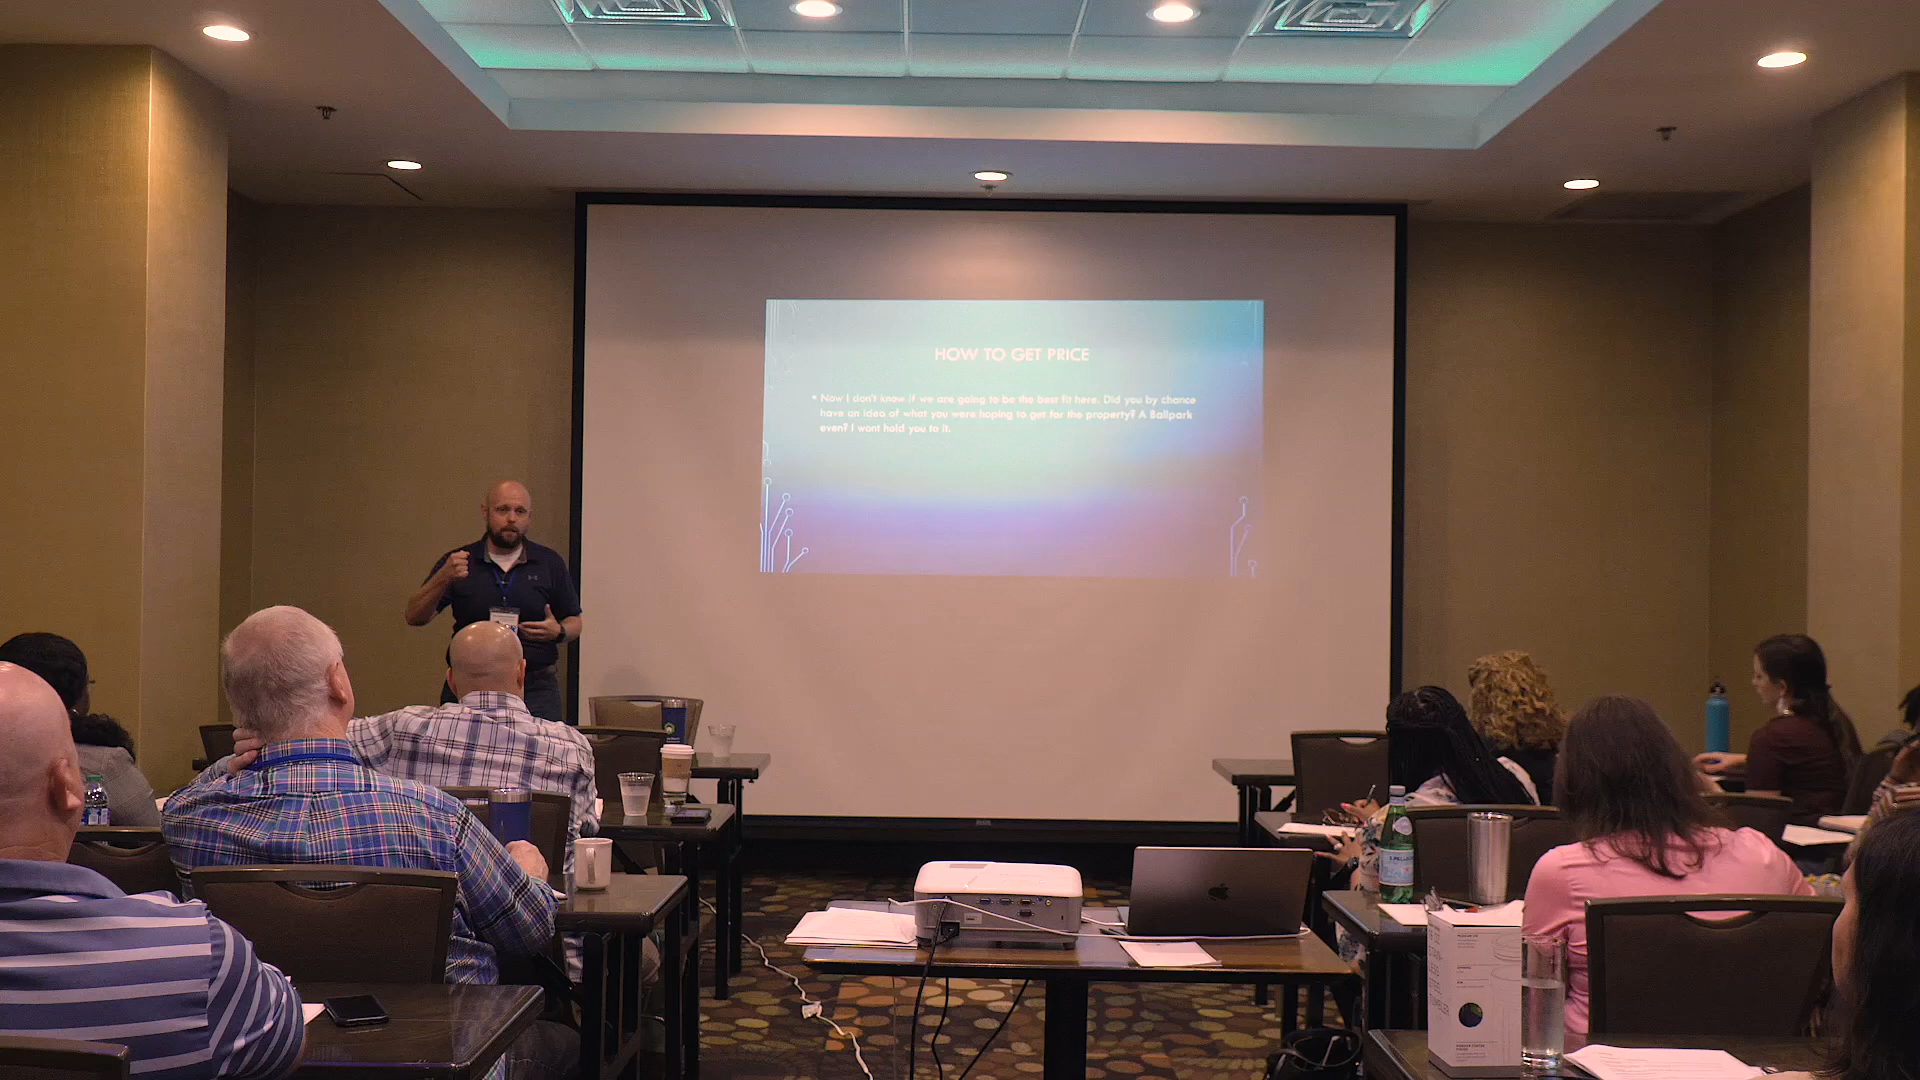 HOW TO GET PRICE
• Now I don't know if we are going to be the best fit here. Did you by chance
have an idea of what you were hoping to get for the property? A Ballpark
even? I wont hold you to it.
S.PELLEGRINO